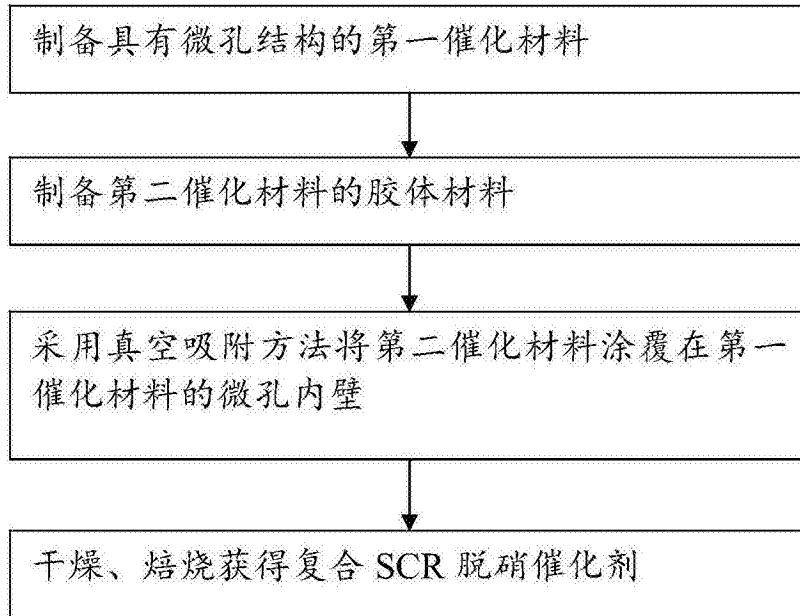 制备具有微孔结构的第一催化材料
制备第二催化材料的胶体材料
采用真空吸附方法将第二催化材料涂覆在第一
催化材料的微孔内壁
干燥、焙烧获得复合 SCR 脱硝催化剂